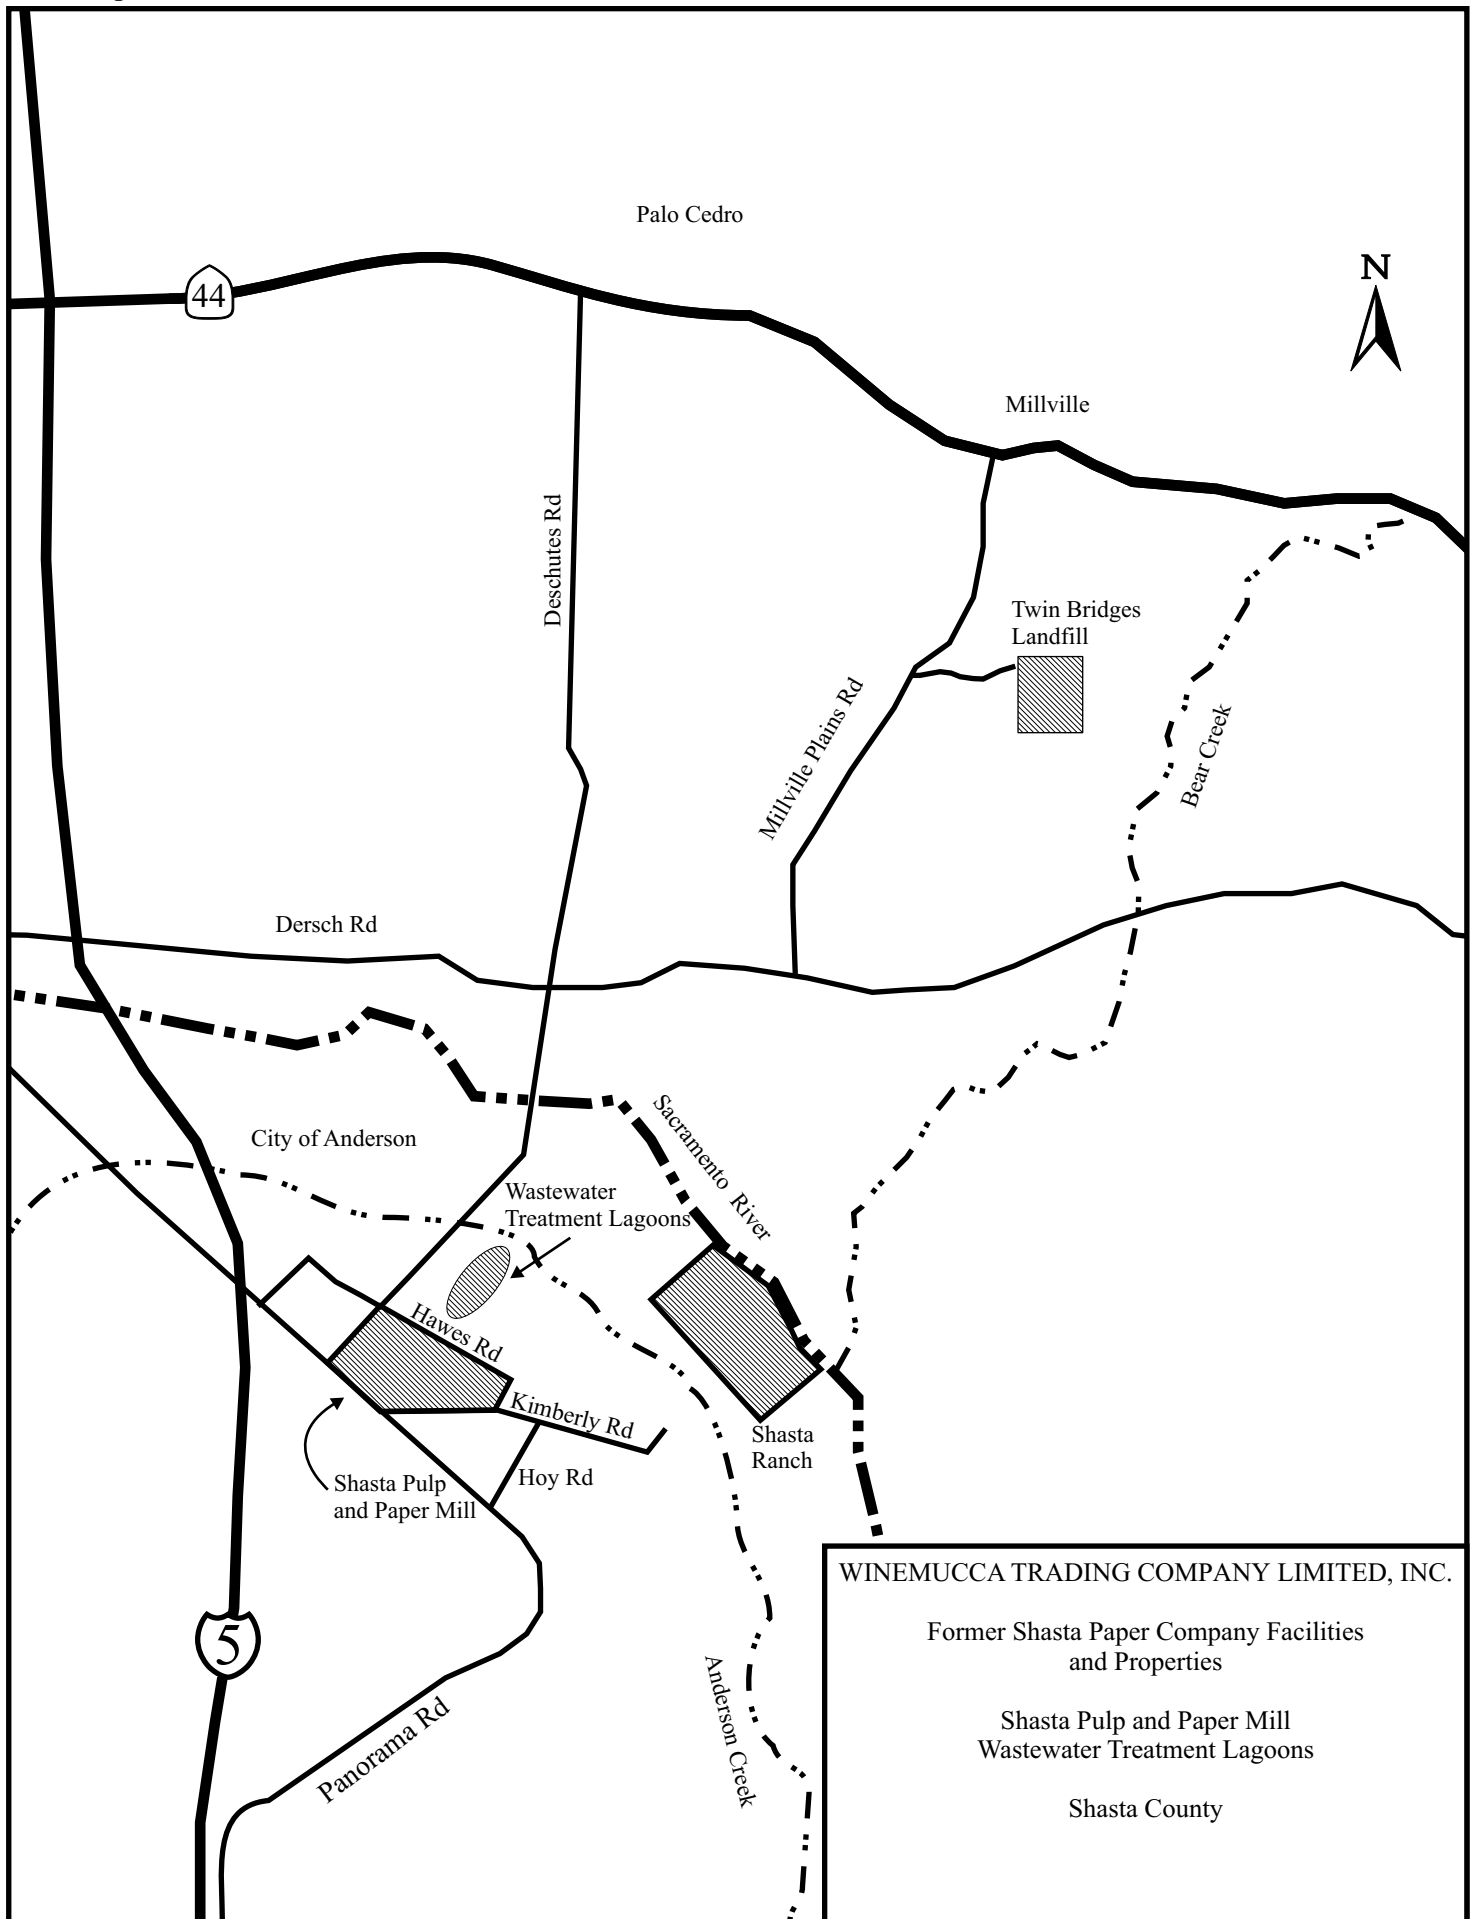 Palo Cedro
44
N
Millville
Deschutes Rd
Twin Bridges
Landfill
Millville Plains Rd
Bear Creek
Dersch Rd
Sacramento River
City of Anderson
Wastewater
Treatment Lagoons
Hawes Rd
Kimberly Rd
Shasta
Ranch
Hoy Rd
Shasta Pulp
and Paper Mill
5
Panorama Rd
Anderson Creek
WINEMUCCA TRADING COMPANY LIMITED, INC.
Former Shasta Paper Company Facilities
and Properties
Shasta Pulp and Paper Mill
Wastewater Treatment Lagoons
Shasta County